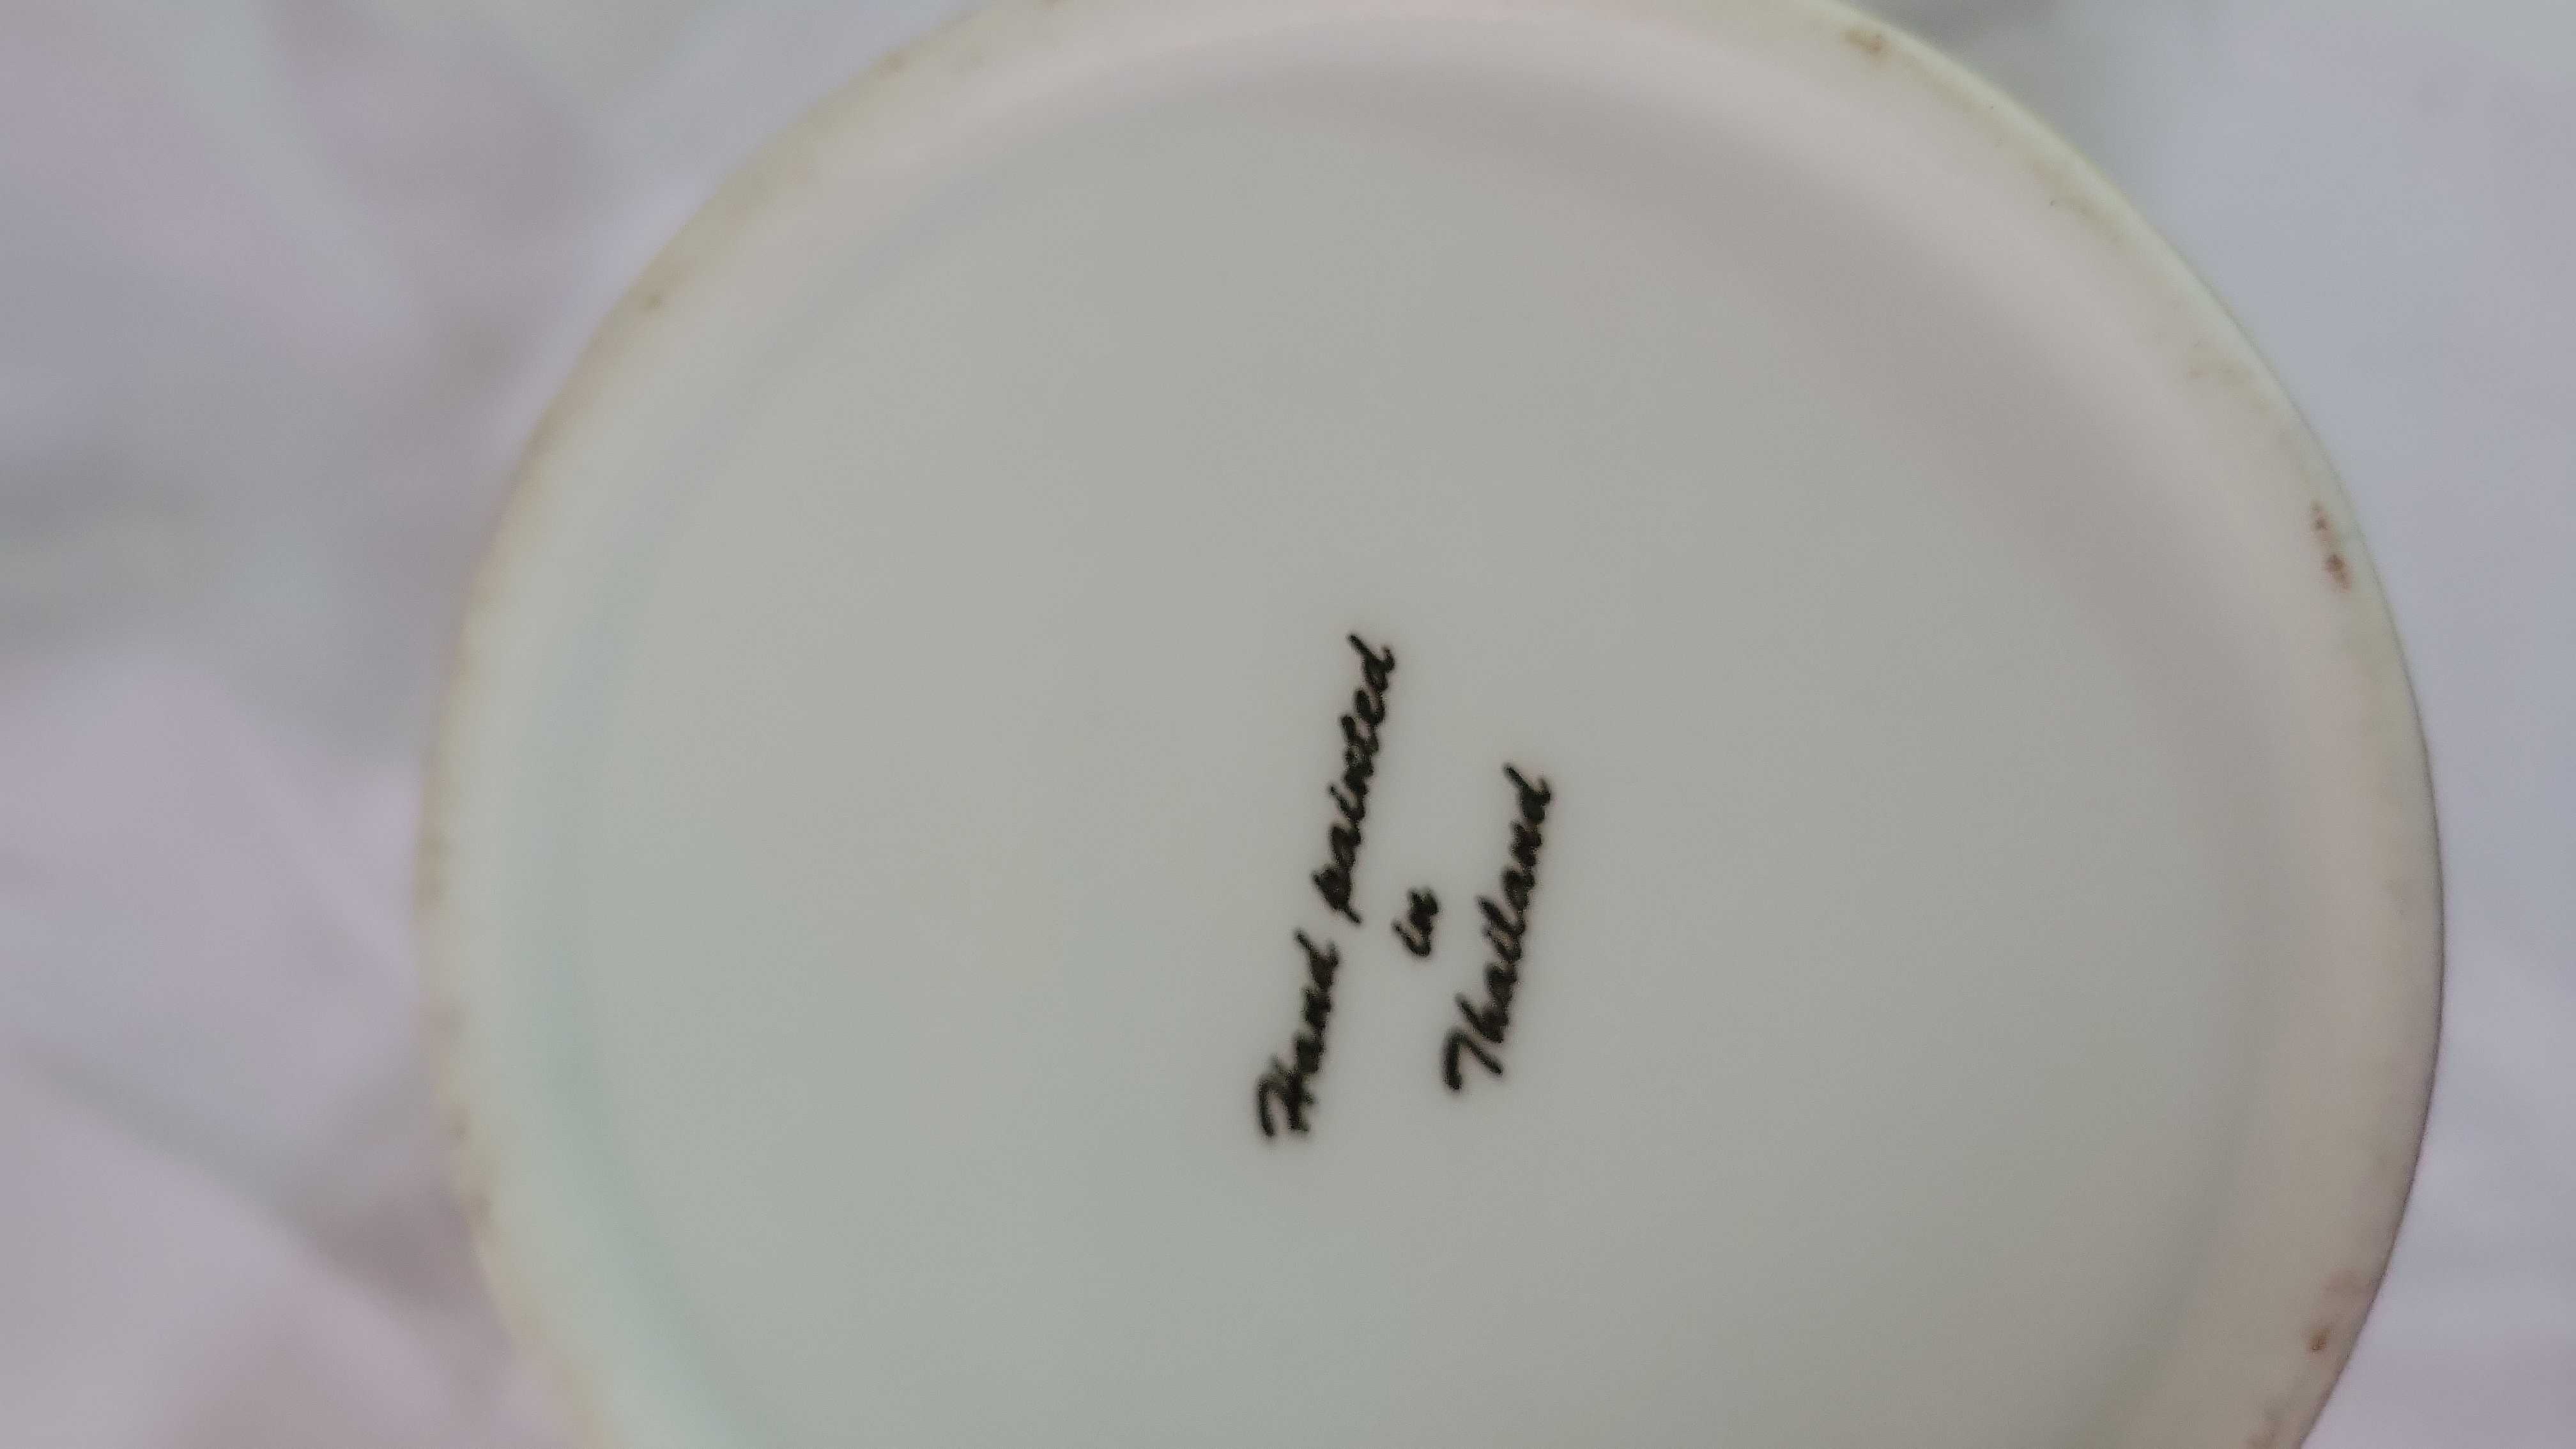 Hand painted
in
Thailand